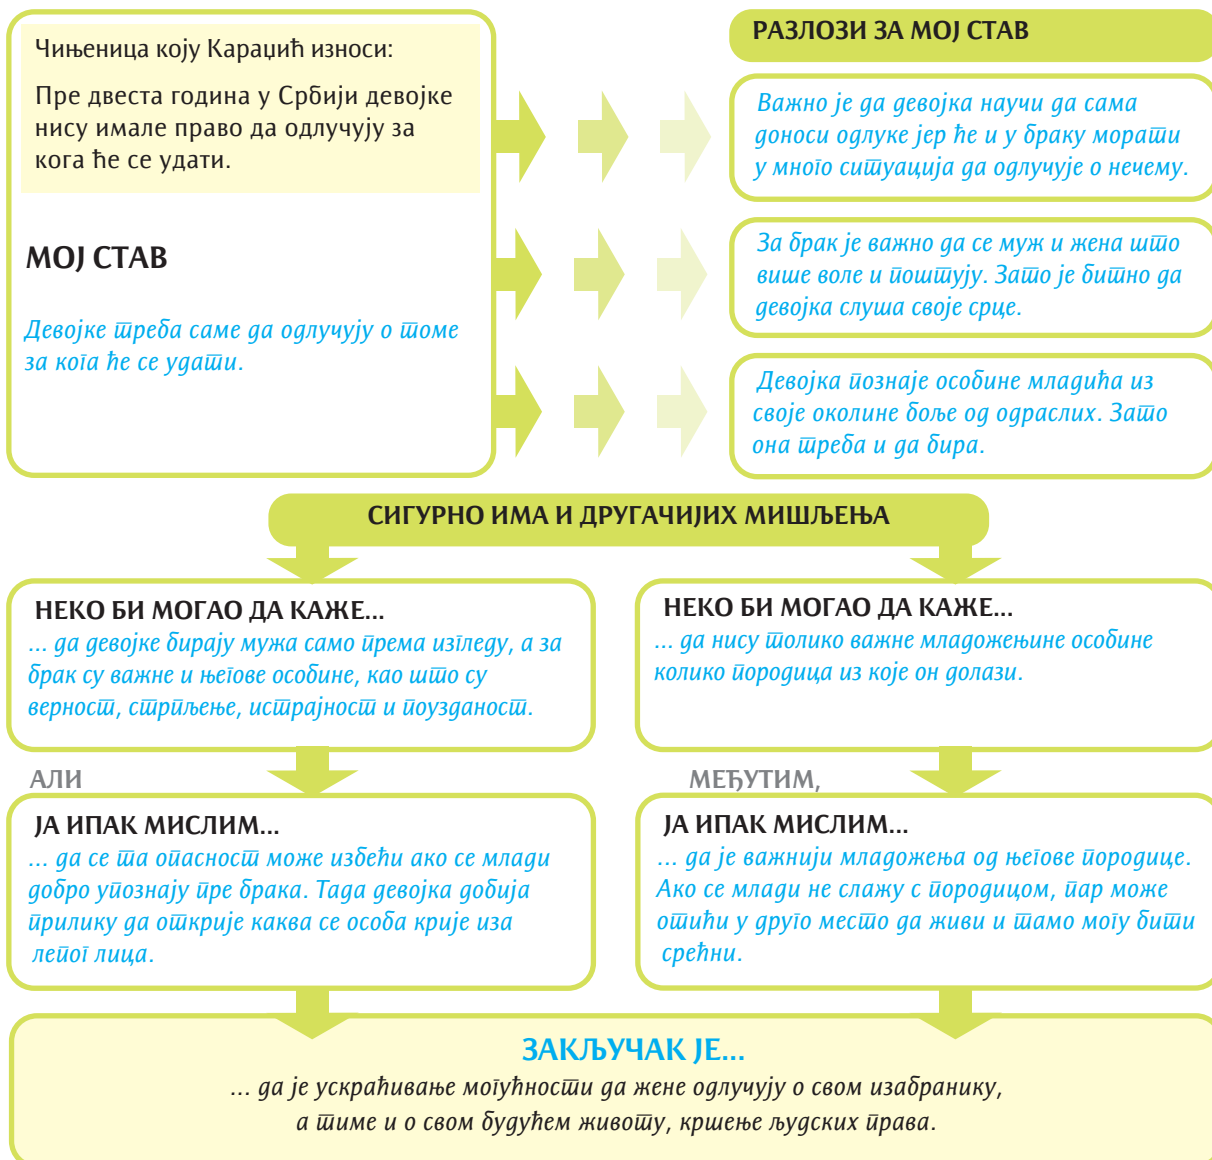 Чињеница коју Караџић износи:
Пре двеста година у Србији девојке
нису имале право да одлучују за
кога ће се удати.
МОЈ СТАВ
Девојке треба саме да одлучују о томе
за кога ће се удати.
РАЗЛОЗИ ЗА МОЈ СТАВ
Важно је да девојка научи да сама
доноси одлуке јер ће и у браку морати
у много ситуација да одлучује о нечему.
За брак је важно да се муж и жена што
више воле и поштују. Зато је битно да
девојка слуша своје срце.
Девојка познаје особине младића из
своје околине боље од одраслих. Зато
она треба и да бира.
СИГУРНО ИМА И ДРУГАЧИЈИХ МИШЉЕЊА
НЕКО БИ МОГАО ДА КАЖЕ...
... да девојке бирају мужа само према изгледу, а за
брак су важне и његове особине, као што су
верност, стрпљење, истрајност и поузданост.
АЛИ
ЈА ИПАК МИСЛИМ...
... да се та опасност може избећи ако се млади
добро упознају пре брака. Тада девојка добија
прилику да открије каква се особа крије иза
лепог лица.
НЕКО БИ МОГАО ДА КАЖЕ...
... да нису толико важне младожењине особине
колико породица из које он долази.
МЕЂУТИМ,
ЈА ИПАК МИСЛИМ...
... да је важнији младожења од његове породице.
Ако се млади не слажу с породицом, пар може
отићи у друго место да живи и тамо могу бити
срећни.
ЗАКЉУЧАК ЈЕ...
... да је ускраћивање могућности да жене одлучују о свом изабранику,
а тиме и о свом будућем животу, кршење људских права.